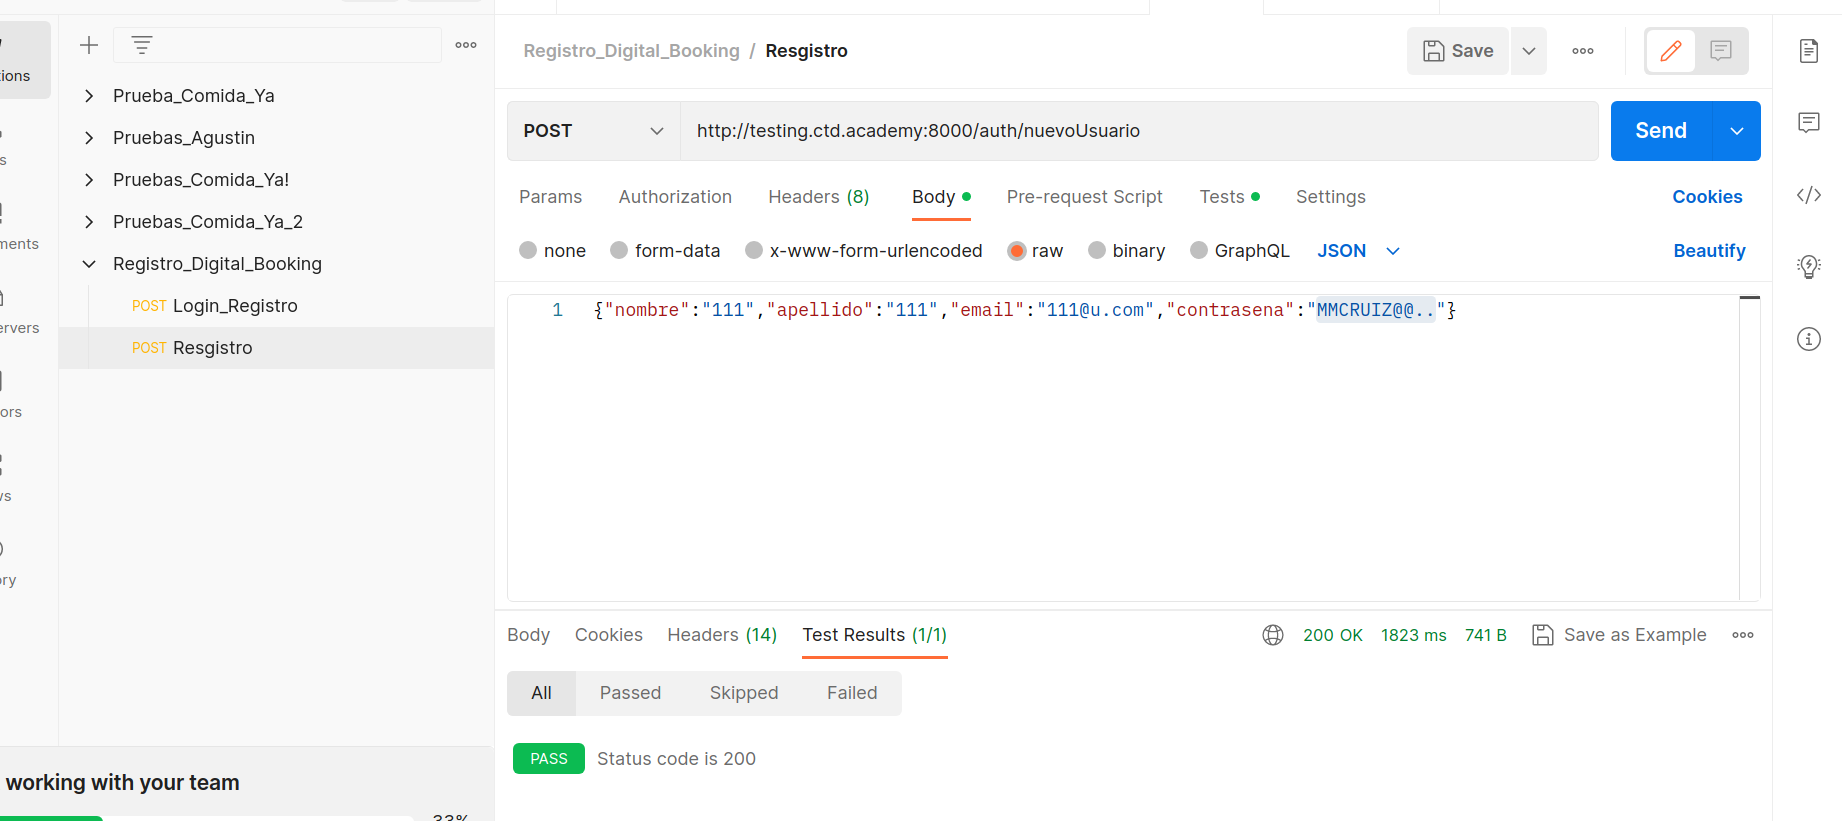 Registro_Digital_Booking / Resgistro
Save
tions
Prueba_Comida_Ya
POST
http://testing.ctd.academy:8000/auth/nuevoUsuario
Send
Pruebas_Agustin
s
Pruebas_Comida_Ya!
Params Authorization Headers (8) Body Pre-request Script Tests Settings Cookies
Pruebas_Comida_Ya_2
ments
none form-data x-www-form-urlencoded raw binary GraphQL JSON Beautify
Registro_Digital_Booking
POST Login_Registro
1 {"nombre":"111","apellido":"111","email":"111@u.com","contrasena":"MMCRUIZ@@.."}
ervers
POST Resgistro
ors
vs
ory
Body Cookies Headers (14) Test Results (1/1) 200 OK 1823 ms 741 B Save as Example
All Passed Skipped Failed
PASS Status code is 200
working with your team
33%